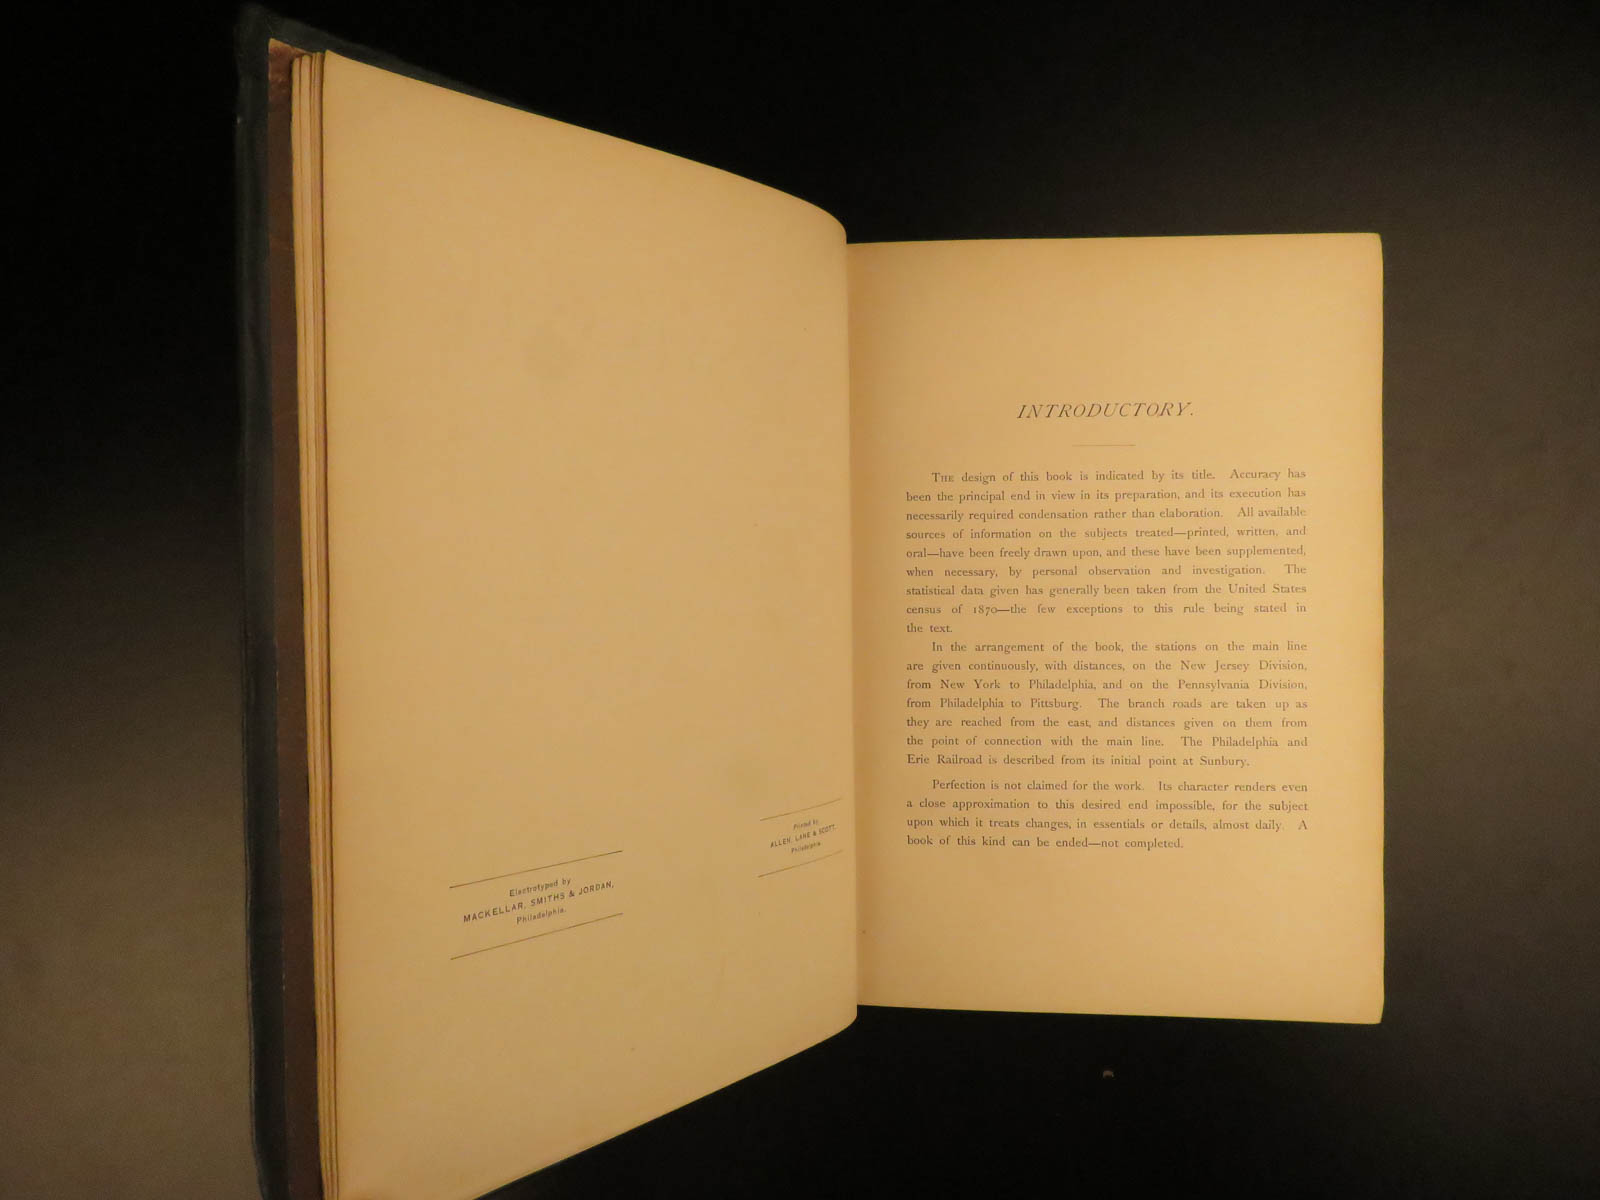 Electrotyped by
MACKELLAR, SMITHS & JORDAN,
Philadelphia.
Printed by
ALLEN, LANE & SCOTT,
Philadelphia.
INTRODUCTORY.
THE design of this book is indicated by its title. Accuracy has
been the principal end in view in its preparation, and its execution has
necessarily required condensation rather than elaboration. All available
sources of information on the subjects treated—printed, written, and
oral—have been freely drawn upon, and these have been supplemented,
when necessary, by personal observation and investigation. The
statistical data given has generally been taken from the United States
census of 1870—the few exceptions to this rule being stated in
the text.
In the arrangement of the book, the stations on the main line
are given continuously, with distances, on the New Jersey Division,
from New York to Philadelphia, and on the Pennsylvania Division,
from Philadelphia to Pittsburg. The branch roads are taken up as
they are reached from the east, and distances given on them from
the point of connection with the main line. The Philadelphia and
Erie Railroad is described from its initial point at Sunbury.
Perfection is not claimed for the work. Its character renders even
a close approximation to this desired end impossible, for the subject
upon which it treats changes, in essentials or details, almost daily. A
book of this kind can be ended—not completed.